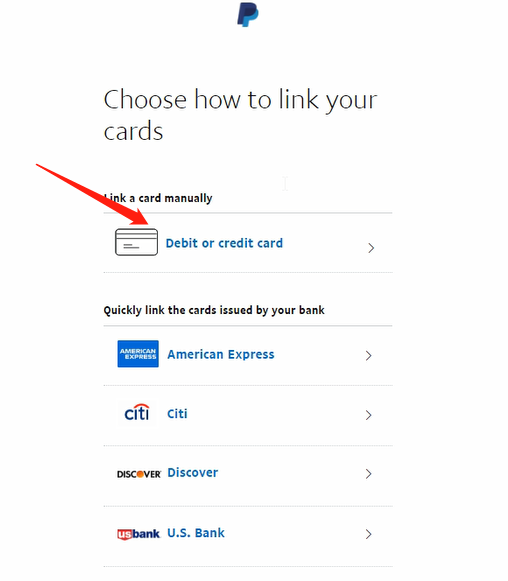 Choose how to link your
cards
Link a card manually
Debit or credit card
Quickly link the cards issued by your bank
AMERICAN
EXPRESS
American Express
citi
Citi
DISCOVER
Discover
usbank
U.S. Bank